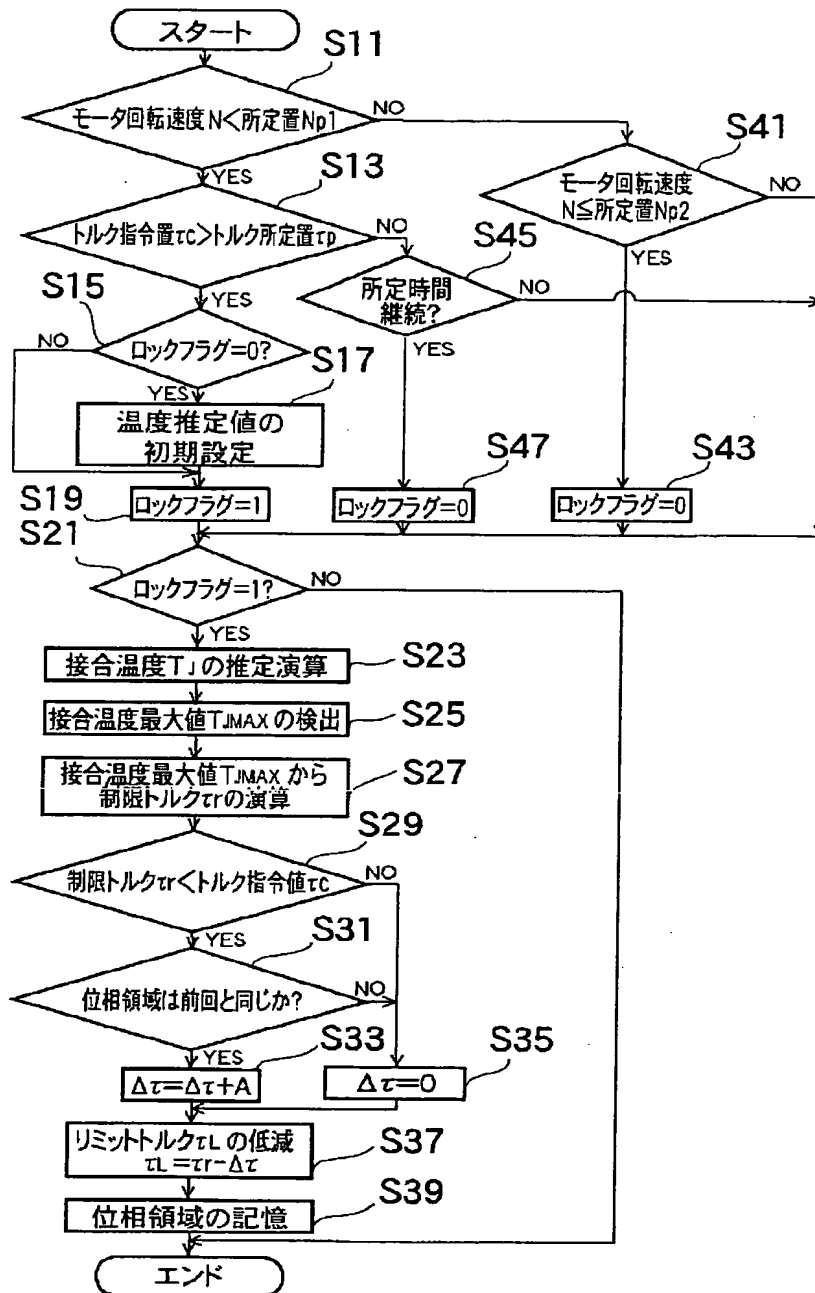 スタート
S11
モータ回転速度N<所定置Np1
NO
YES
S13
S41
モータ回転速度
N≦所定置Np2
NO
YES
トルク指令置τc>トルク所定置τp
NO
YES
S45
所定時間
継続?
NO
YES
S15
ロックフラグ=0?
NO
YES
S17
温度推定値の
初期設定
S19
ロックフラグ=1
S47
ロックフラグ=0
S43
ロックフラグ=0
S21
ロックフラグ=1?
NO
YES
接合温度TJの推定演算
S23
接合温度最大値TJMAXの検出
S25
接合温度最大値TJMAXから
制限トルクτrの演算
S27
S29
制限トルクτr<トルク指令値τc
NO
YES
S31
位相領域は前回と同じか?
NO
YES
S33
Δτ=Δτ+A
S35
Δτ=0
リミットトルクτLの低減
τL=τr-Δτ
S37
位相領域の記憶
S39
エンド